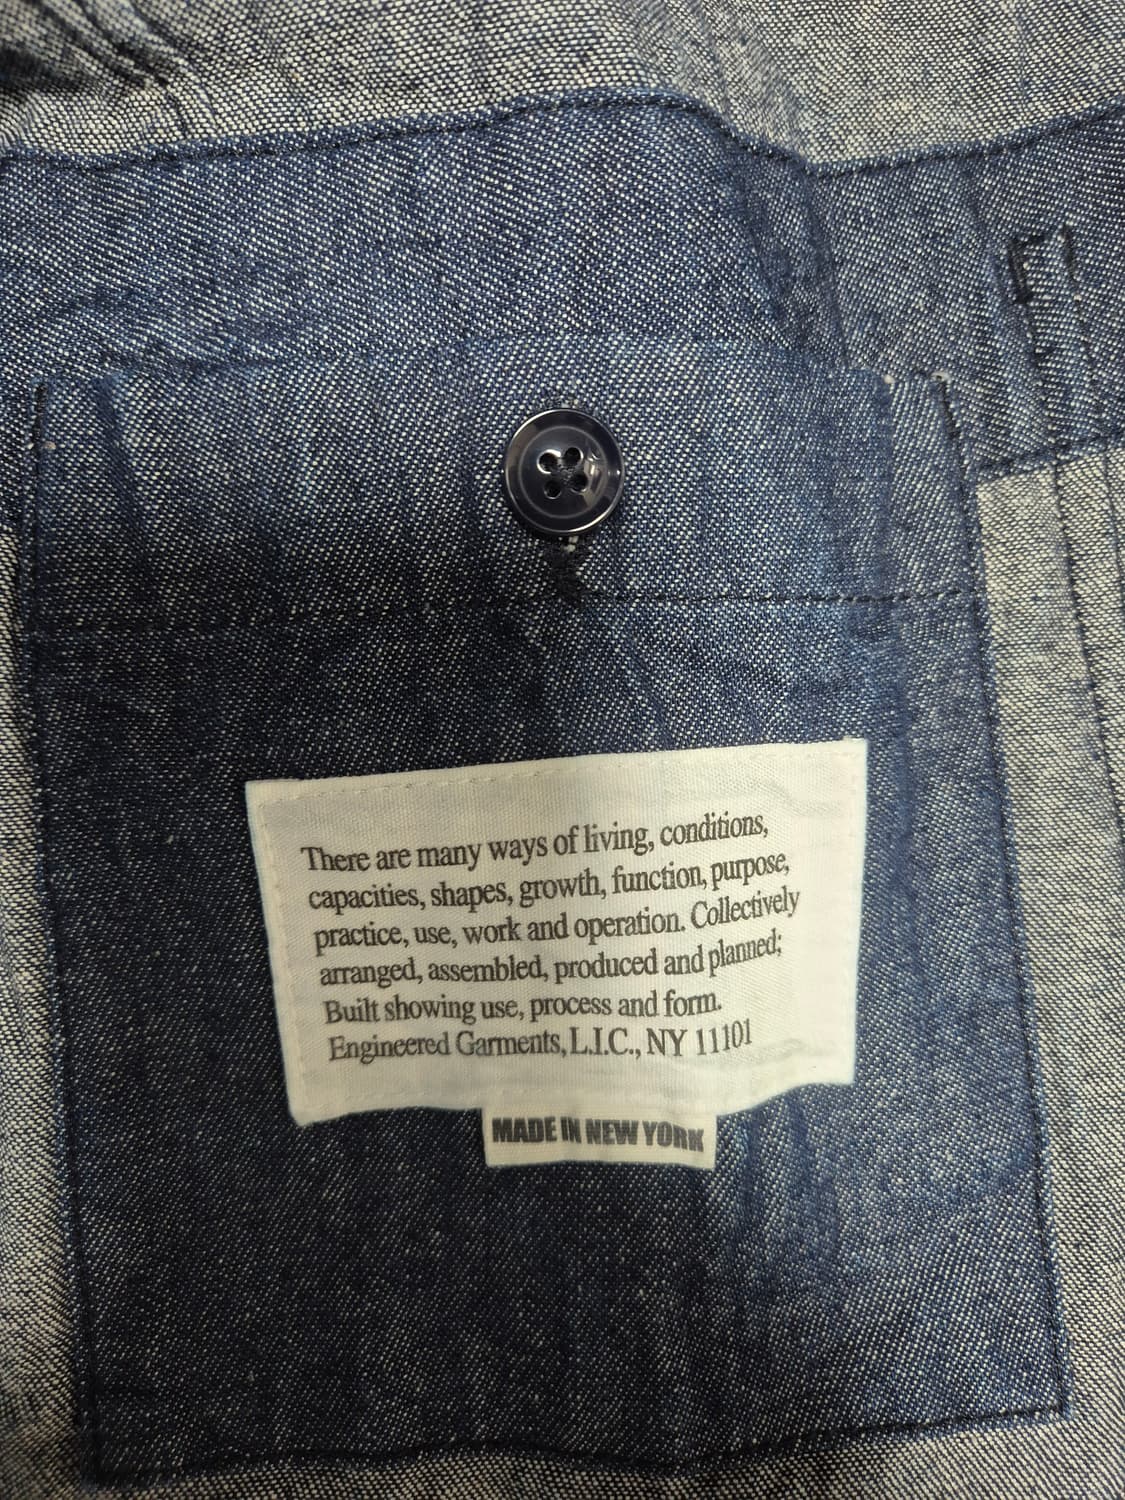 There are many ways of living, conditions,
capacities, shapes, growth, function, purpose,
practice, use, work and operation. Collectively
arranged, assembled, produced and planned;
Built showing use, process and form.
Engineered Garments, L.I.C., NY 11101
MADE IN NEW YORK